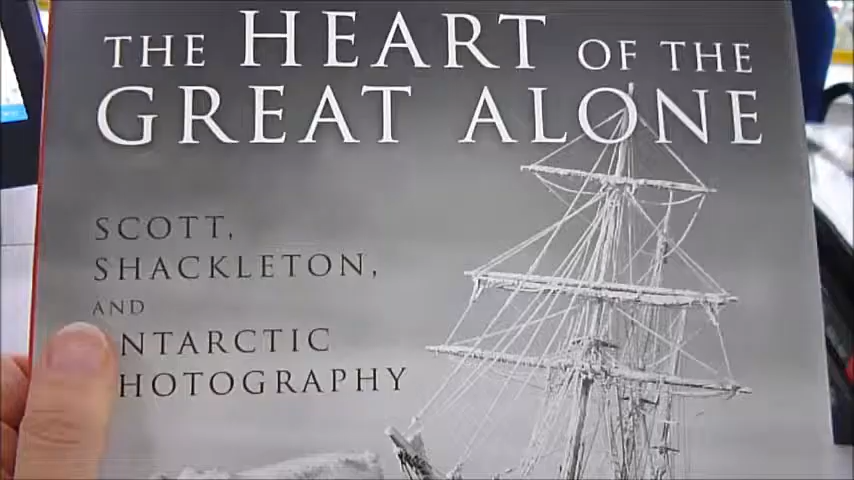 THE HEART OF THE
GREAT ALONE
SCOTT,
SHACKLETON,
AND
NTARCTIC
HOTOGRAPHY